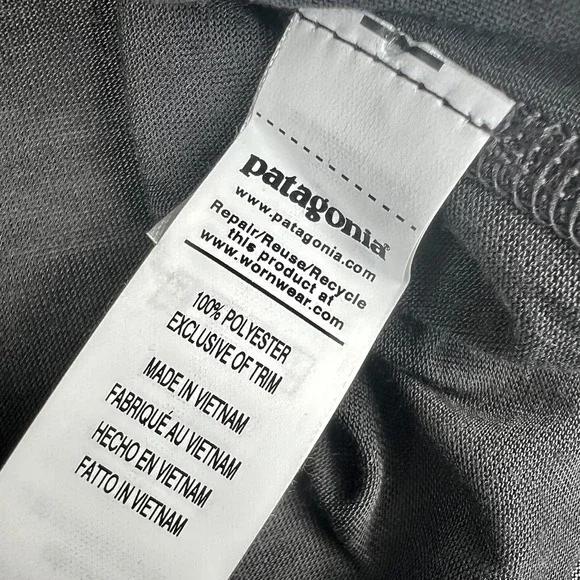 patagonia®
www.patagonia.com
Repair/Reuse/Recycle
this product at
www.wornwear.com
100% POLYESTER
EXCLUSIVE OF TRIM
MADE IN VIETNAM
FABRIQUÉ AU VIETNAM
HECHO EN VIETNAM
FATTO IN VIETNAM